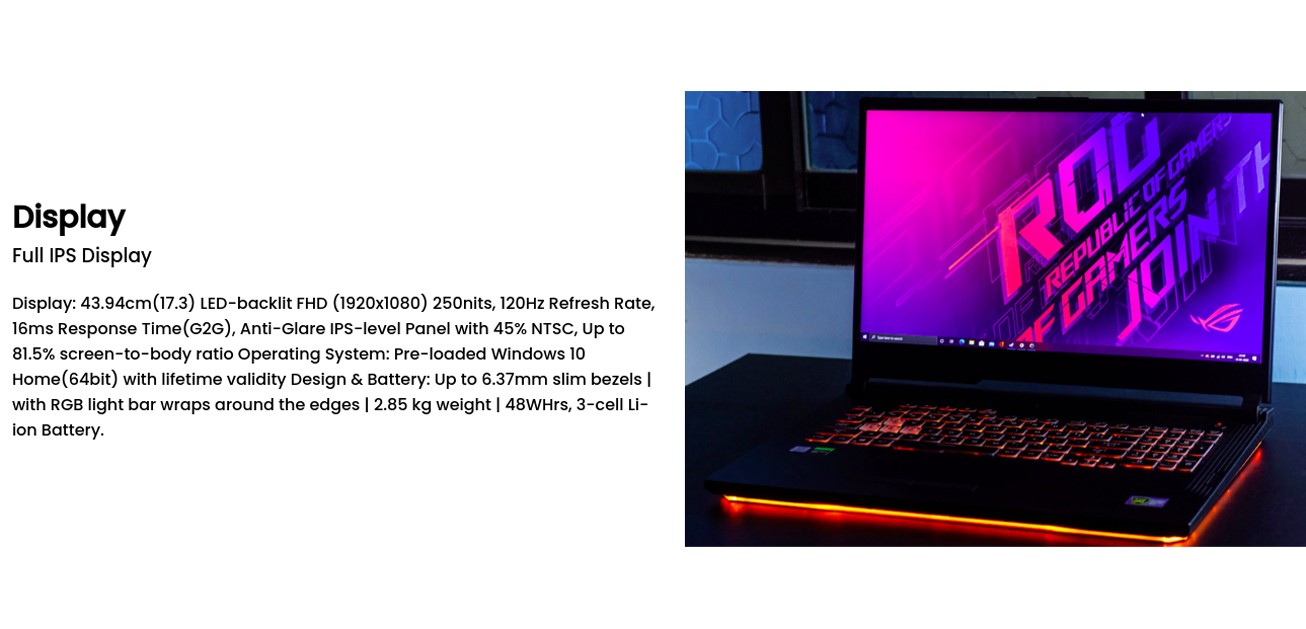 Display
Full IPS Display
Display: 43.94cm(17.3) LED-backlit FHD (1920x1080) 250nits, 120Hz Refresh Rate,
16ms Response Time(G2G), Anti-Glare IPS-level Panel with 45% NTSC, Up to
81.5% screen-to-body ratio Operating System: Pre-loaded Windows 10
Home(64bit) with lifetime validity Design & Battery: Up to 6.37mm slim bezels |
with RGB light bar wraps around the edges | 2.85 kg weight | 48WHrs, 3-cell Li-
ion Battery.
ROG
REPUBLIC OF GAMERS
OF GAMERS
JOIN TH